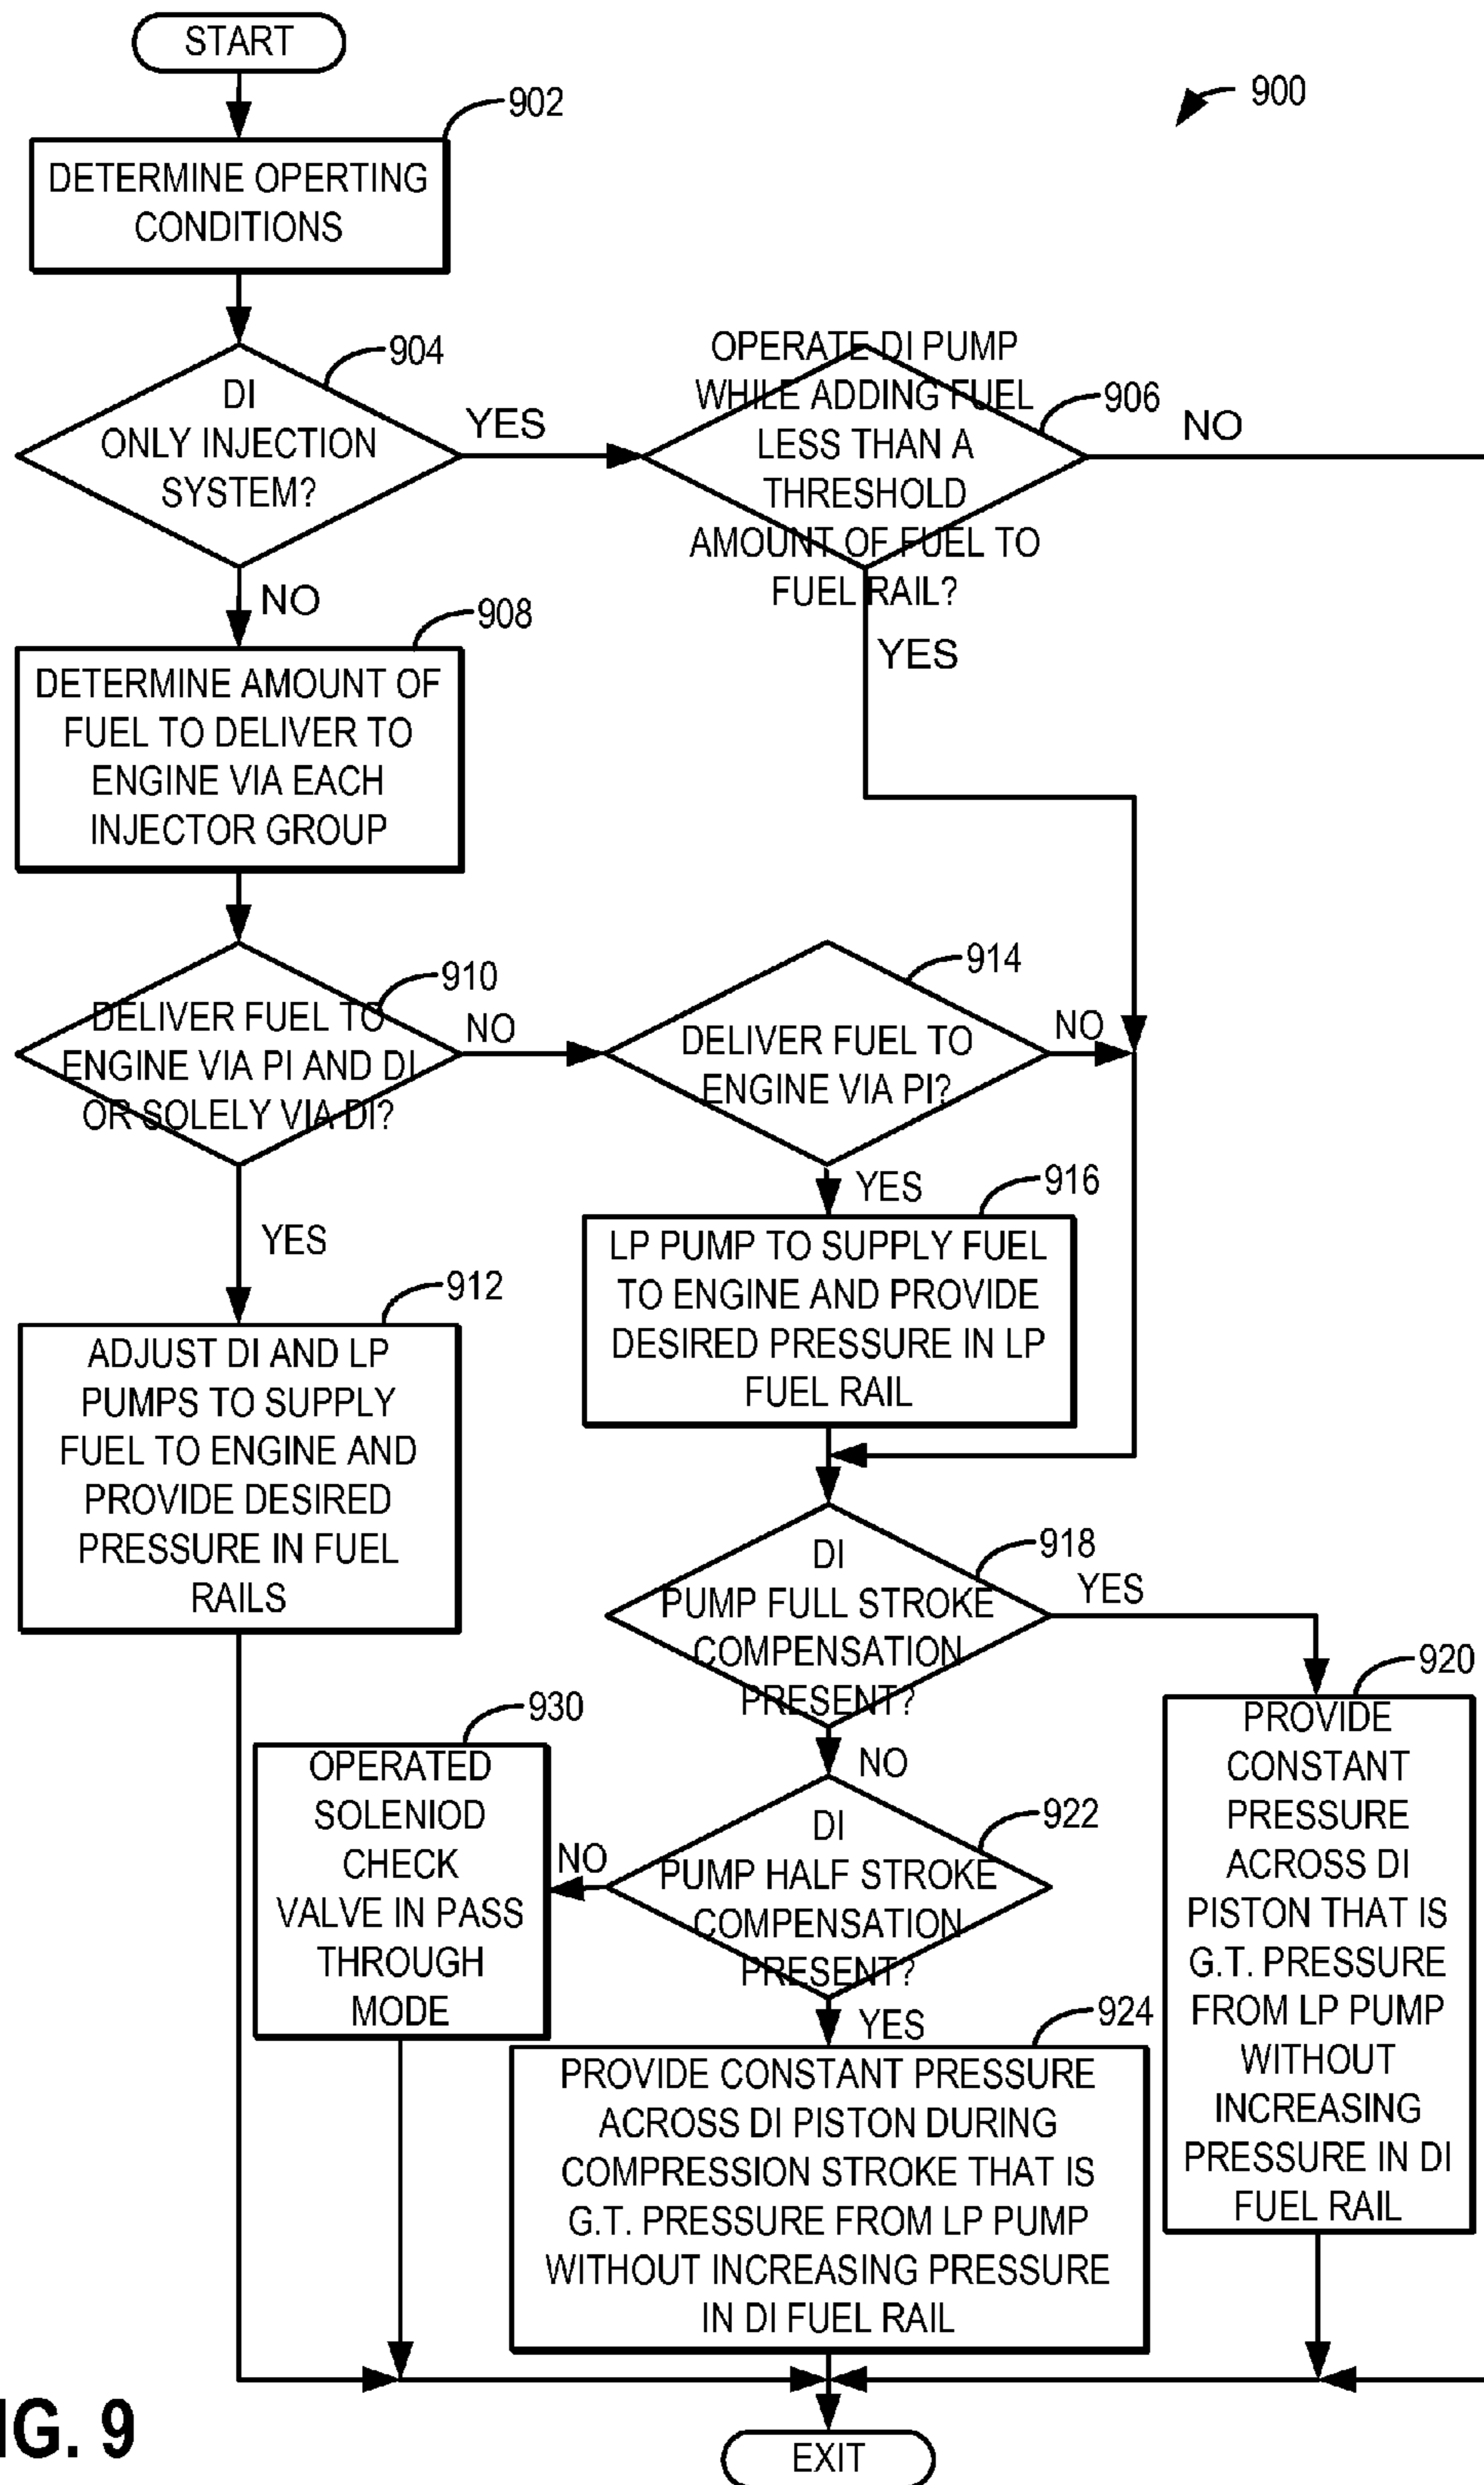 START
900
902
DETERMINE OPERTING
CONDITIONS
904
DI
ONLY INJECTION
SYSTEM?
YES
NO
OPERATE DI PUMP
WHILE ADDING FUEL
LESS THAN A
THRESHOLD
AMOUNT OF FUEL TO
FUEL RAIL?
906
NO
YES
908
DETERMINE AMOUNT OF
FUEL TO DELIVER TO
ENGINE VIA EACH
INJECTOR GROUP
910
DELIVER FUEL TO
ENGINE VIA PI AND DI
OR SOLELY VIA DI?
NO
YES
914
DELIVER FUEL TO
ENGINE VIA PI?
NO
YES
916
LP PUMP TO SUPPLY FUEL
TO ENGINE AND PROVIDE
DESIRED PRESSURE IN LP
FUEL RAIL
912
ADJUST DI AND LP
PUMPS TO SUPPLY
FUEL TO ENGINE AND
PROVIDE DESIRED
PRESSURE IN FUEL
RAILS
918
DI
PUMP FULL STROKE
COMPENSATION
PRESENT?
YES
NO
920
PROVIDE
CONSTANT
PRESSURE
ACROSS DI
PISTON THAT IS
G.T. PRESSURE
FROM LP PUMP
WITHOUT
INCREASING
PRESSURE IN DI
FUEL RAIL
930
OPERATED
SOLENIOD
CHECK
VALVE IN PASS
THROUGH
MODE
922
DI
PUMP HALF STROKE
COMPENSATION
PRESENT?
NO
YES
924
PROVIDE CONSTANT PRESSURE
ACROSS DI PISTON DURING
COMPRESSION STROKE THAT IS
G.T. PRESSURE FROM LP PUMP
WITHOUT INCREASING PRESSURE
IN DI FUEL RAIL
EXIT
IG. 9